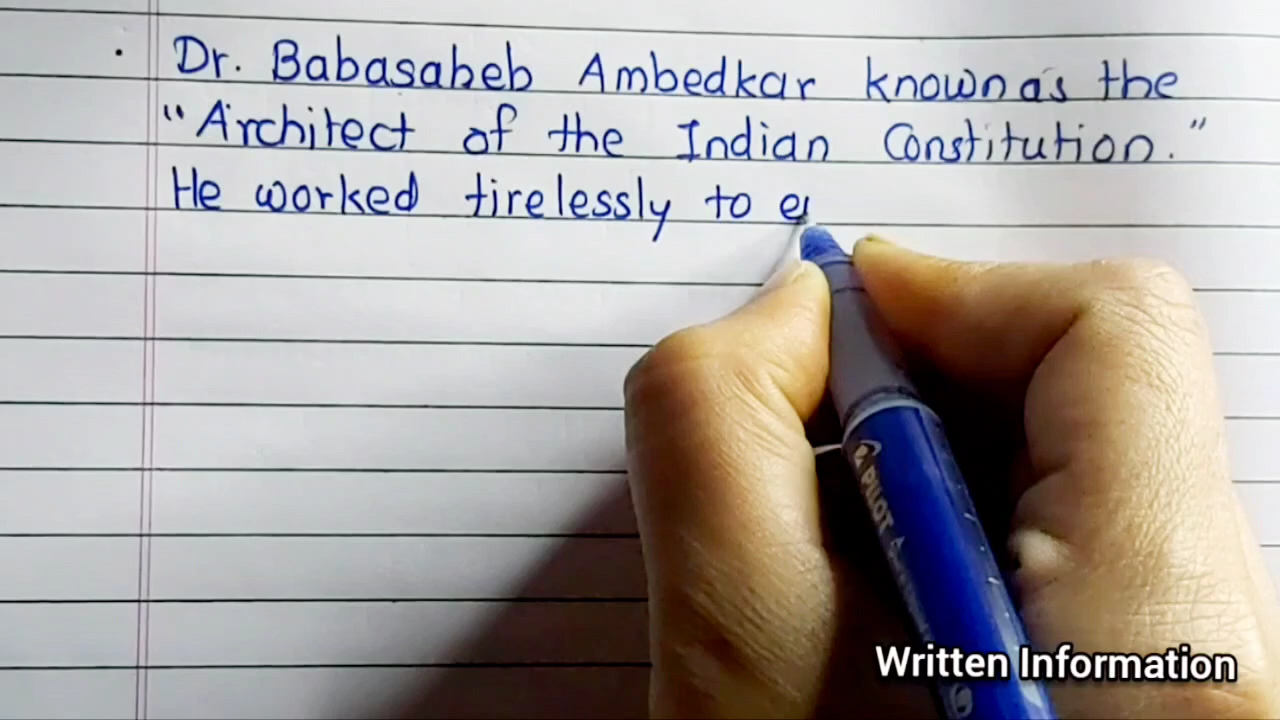 Dr. Babasaheb Ambedkar known as the
"Architect of the Indian Constitution."
He worked tirelessly to
PILOT
Written Information